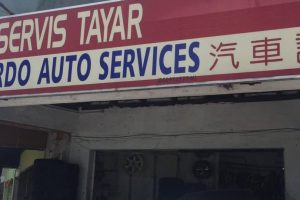 SERVIS TAYAR
RDO AUTO SERVICES 汽車